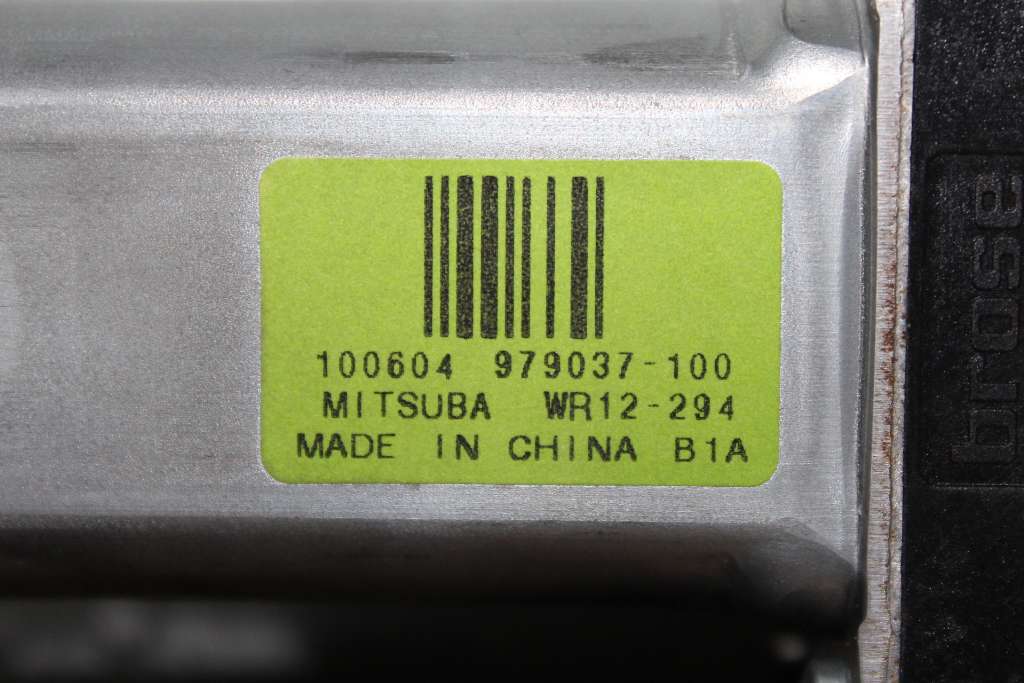 100604 979037-100
MITSUBA WR12-294
MADE IN CHINA B1A
brose